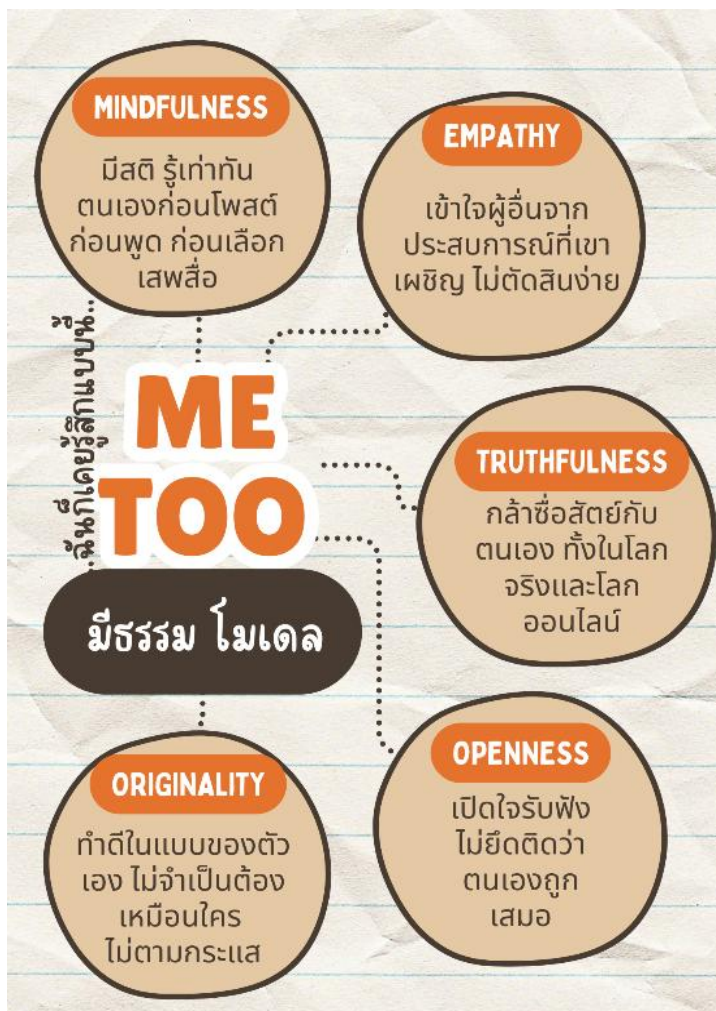 MINDFULNESS
มีสติ รู้เท่าทัน
ตนเองก่อนโพสต์
ก่อนพูด ก่อนเลือก
เสพสื่อ
EMPATHY
เข้าใจผู้อื่นจาก
ประสบการณ์ที่เขา
เผชิญ ไม่ตัดสินง่าย
...ฉันก็เคยรู้สึกแบบนี้...
ME
TOO
มีธรรม โมเดล
TRUTHFULNESS
กล้าซื่อสัตย์กับ
ตนเอง ทั้งในโลก
จริงและโลก
ออนไลน์
OPENNESS
เปิดใจรับฟัง
ไม่ยึดติดว่า
ตนเองถูก
เสมอ
ORIGINALITY
ทำดีในแบบของตัว
เอง ไม่จำเป็นต้อง
เหมือนใคร
ไม่ตามกระแส